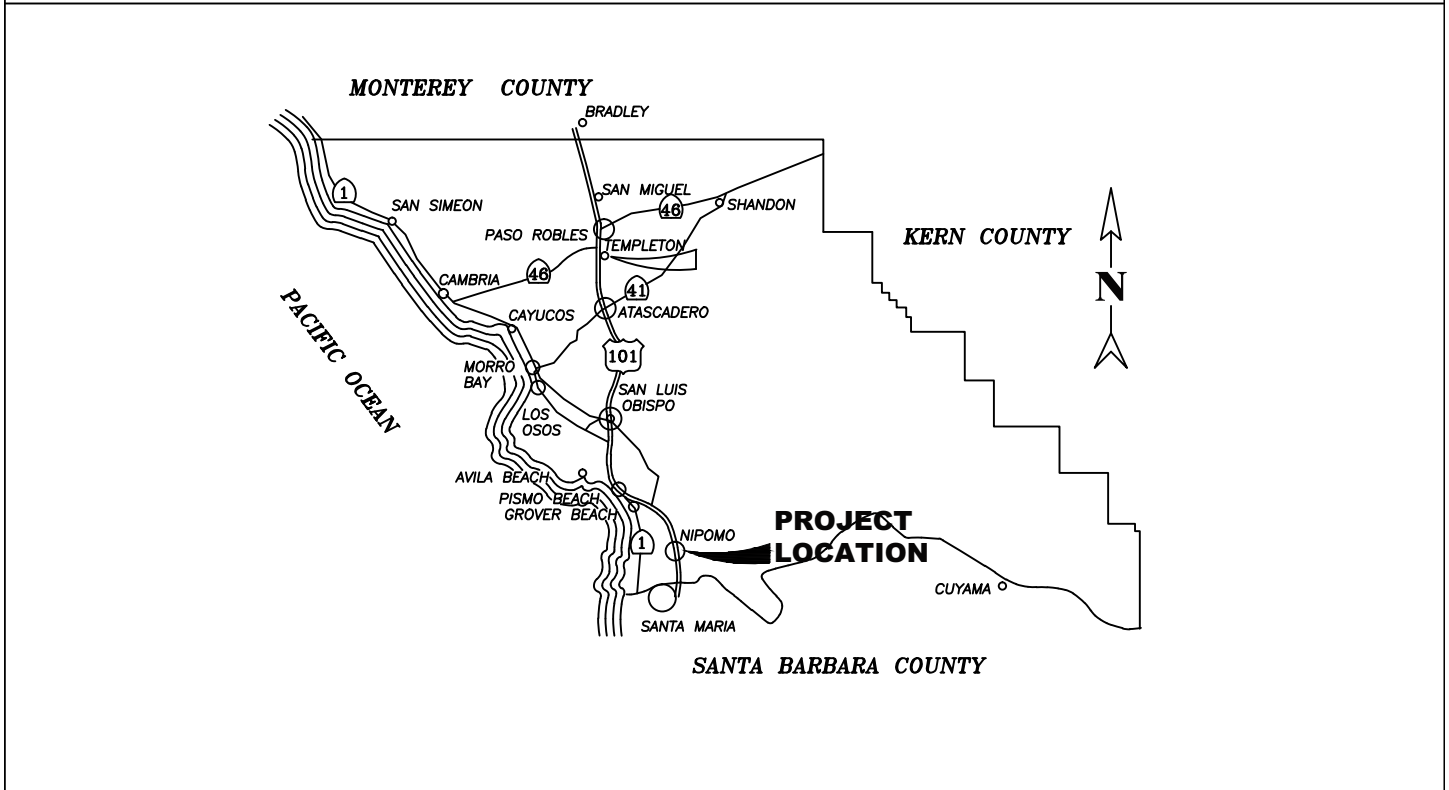 MONTEREY COUNTY
BRADLEY
SAN MIGUEL
1
46
SHANDON
SAN SIMEON
PASO ROBLES
KERN COUNTY
TEMPLETON
46
CAMBRIA
41
N
PACIFIC OCEAN
CAYUCOS
ATASCADERO
101
MORRO
BAY
SAN LUIS
OBISPO
LOS
OSOS
AVILA BEACH
PISMO BEACH
GROVER BEACH
PROJECT
LOCATION
NIPOMO
1
CUYAMA
SANTA MARIA
SANTA BARBARA COUNTY